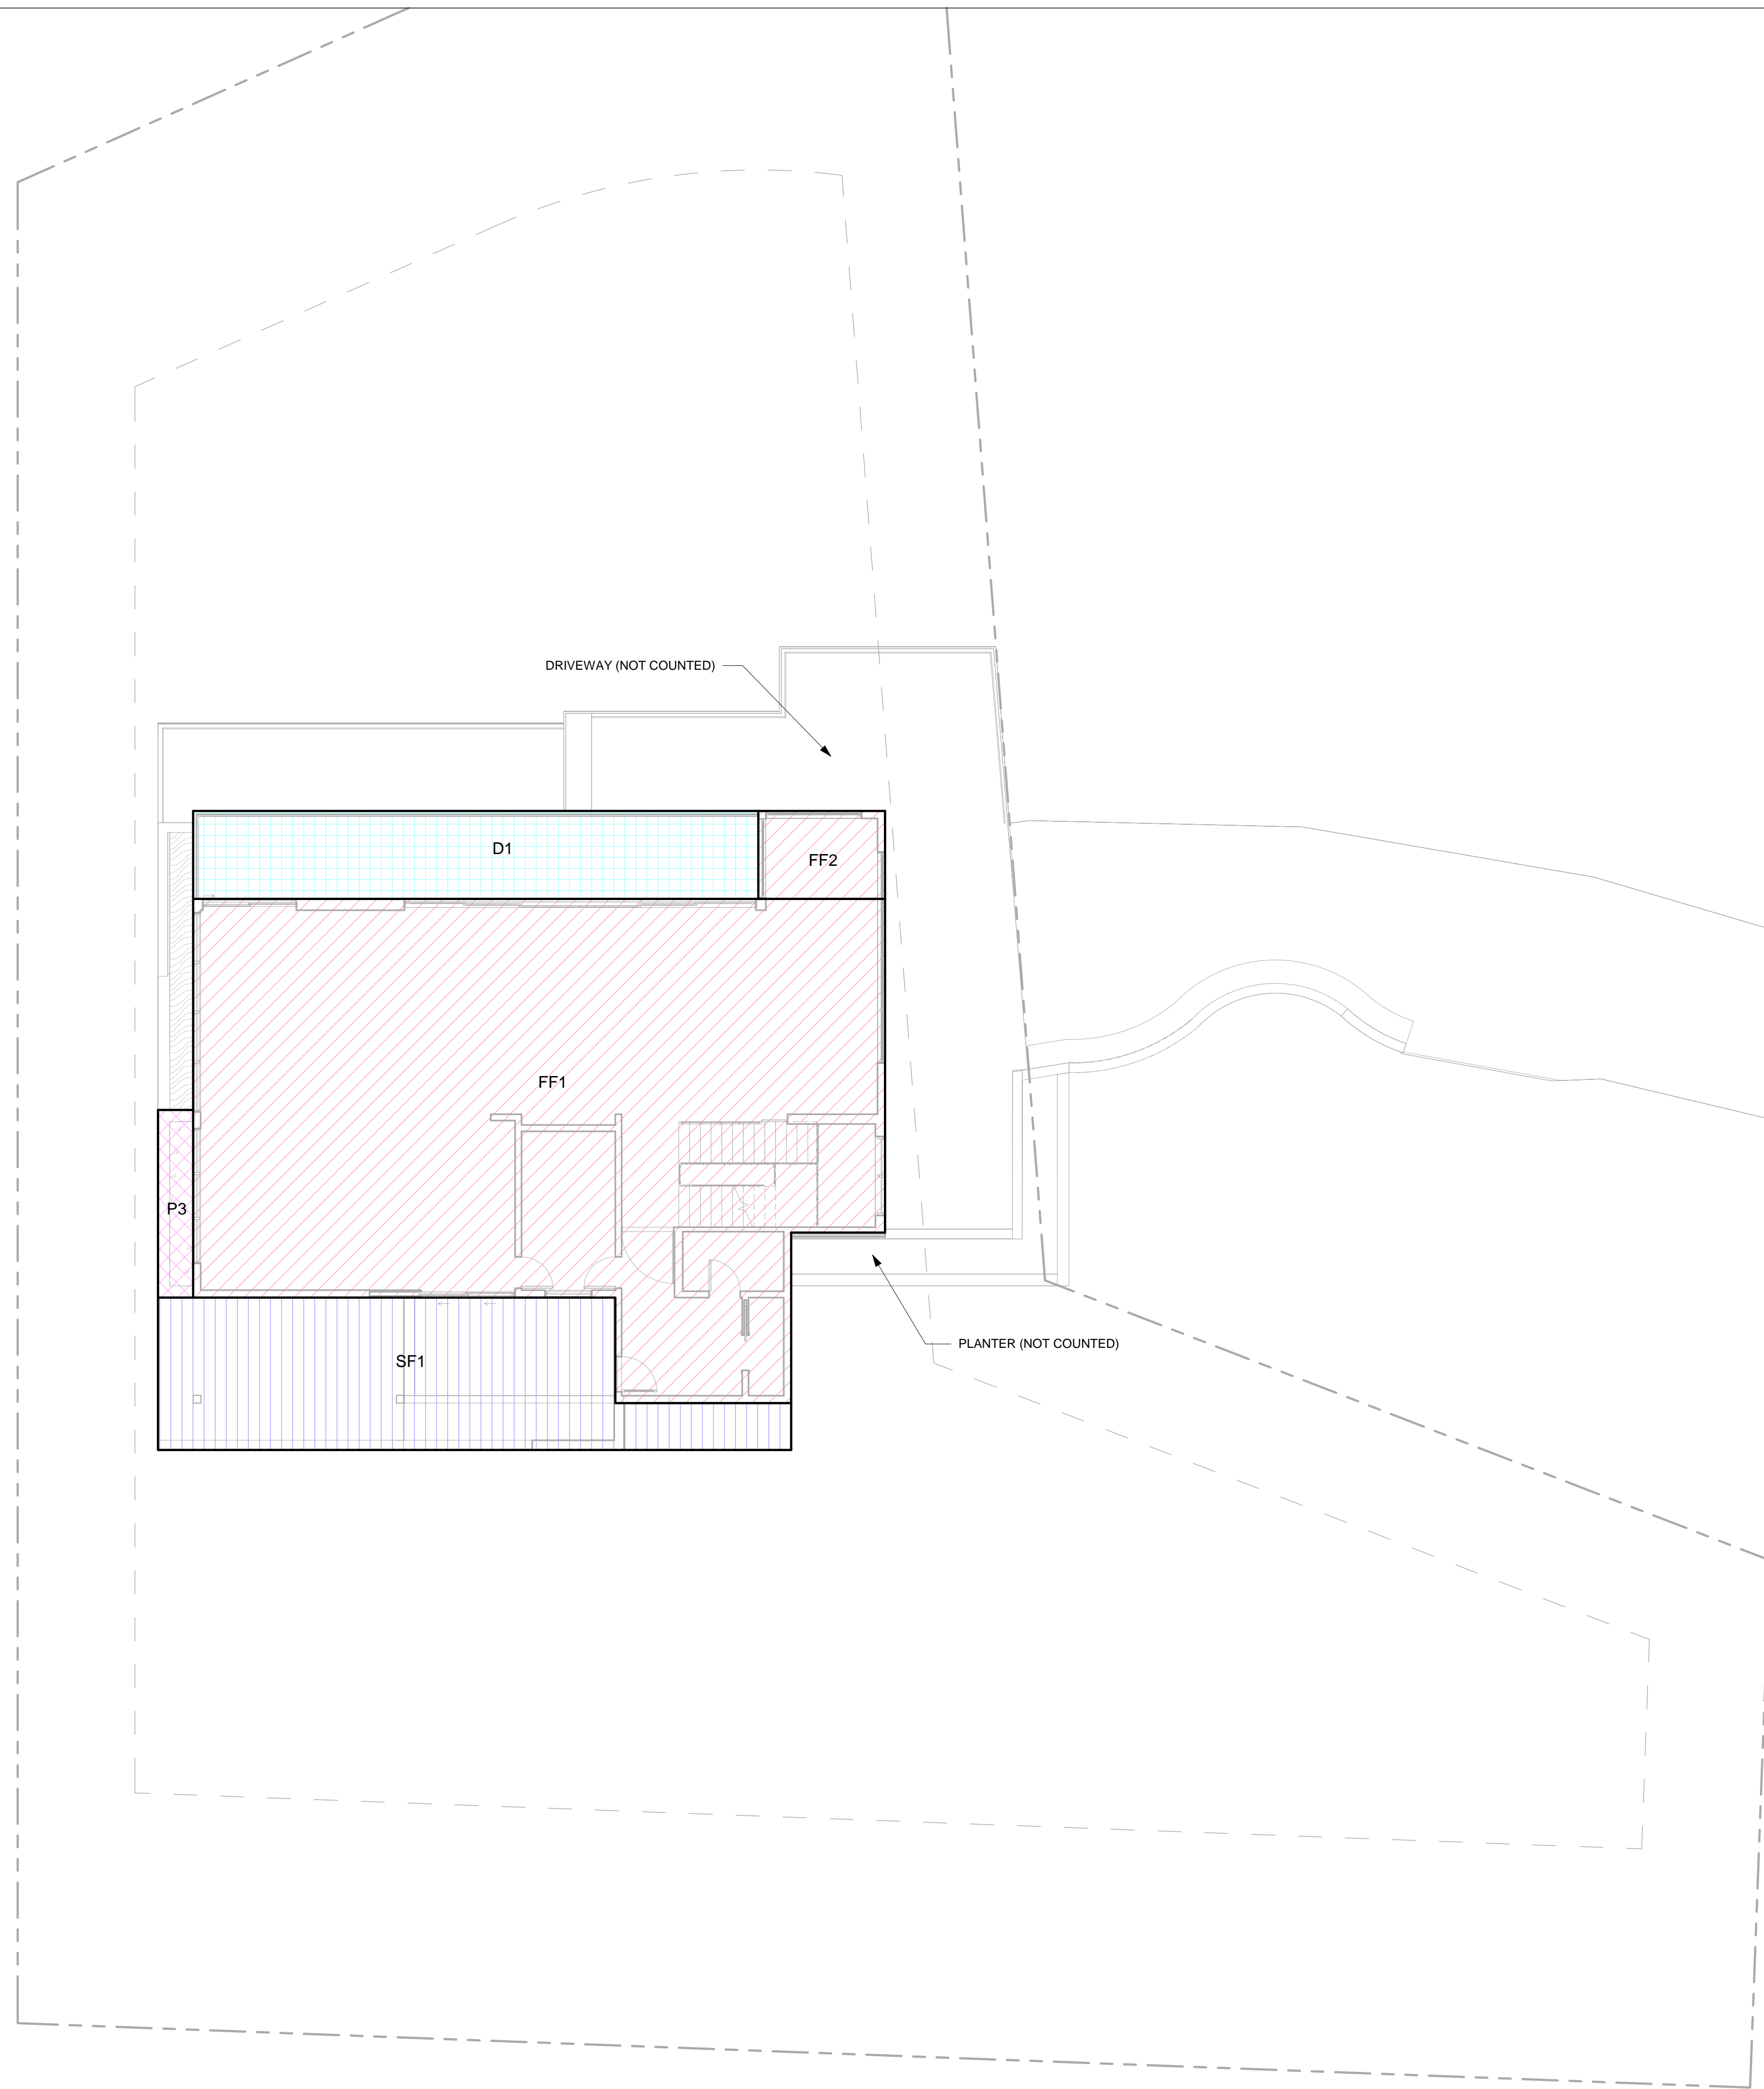 DRIVEWAY (NOT COUNTED)
D1
FF2
FF1
P3
PLANTER (NOT COUNTED)
SF1